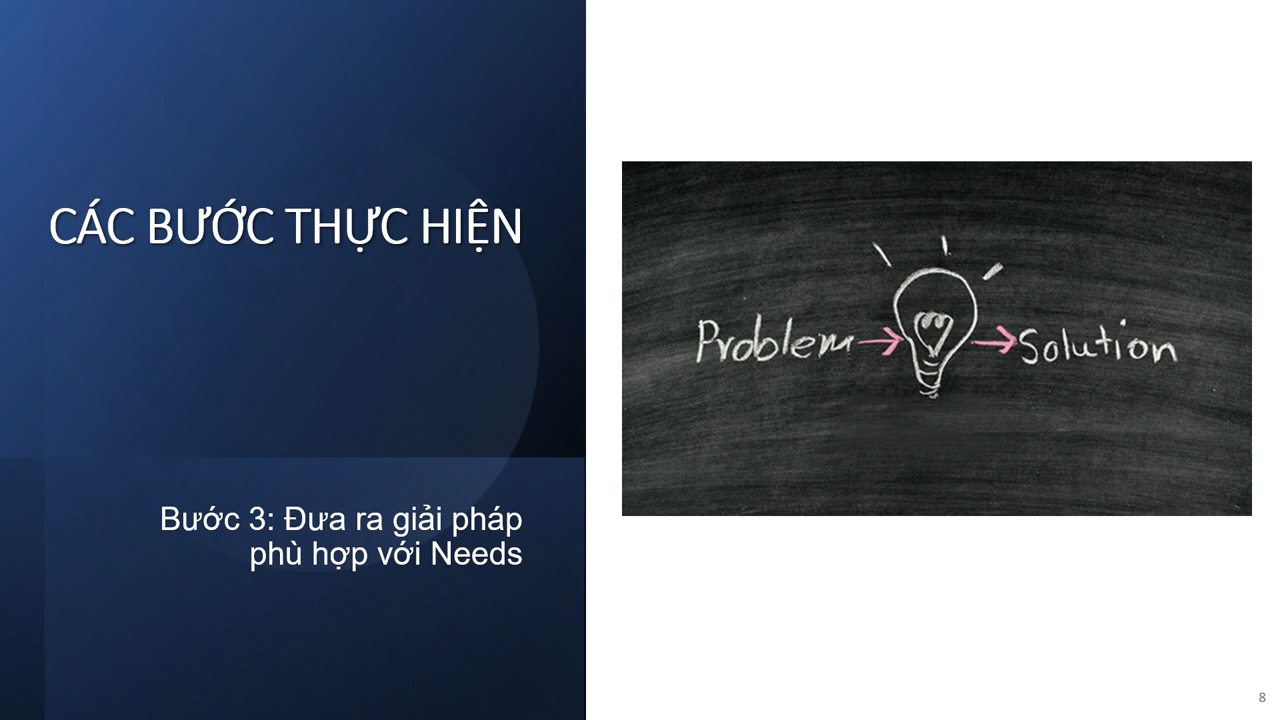 CÁC BƯỚC THỰC HIỆN
Bước 3: Đưa ra giải pháp
phù hợp với Needs
Problem → Solution
8